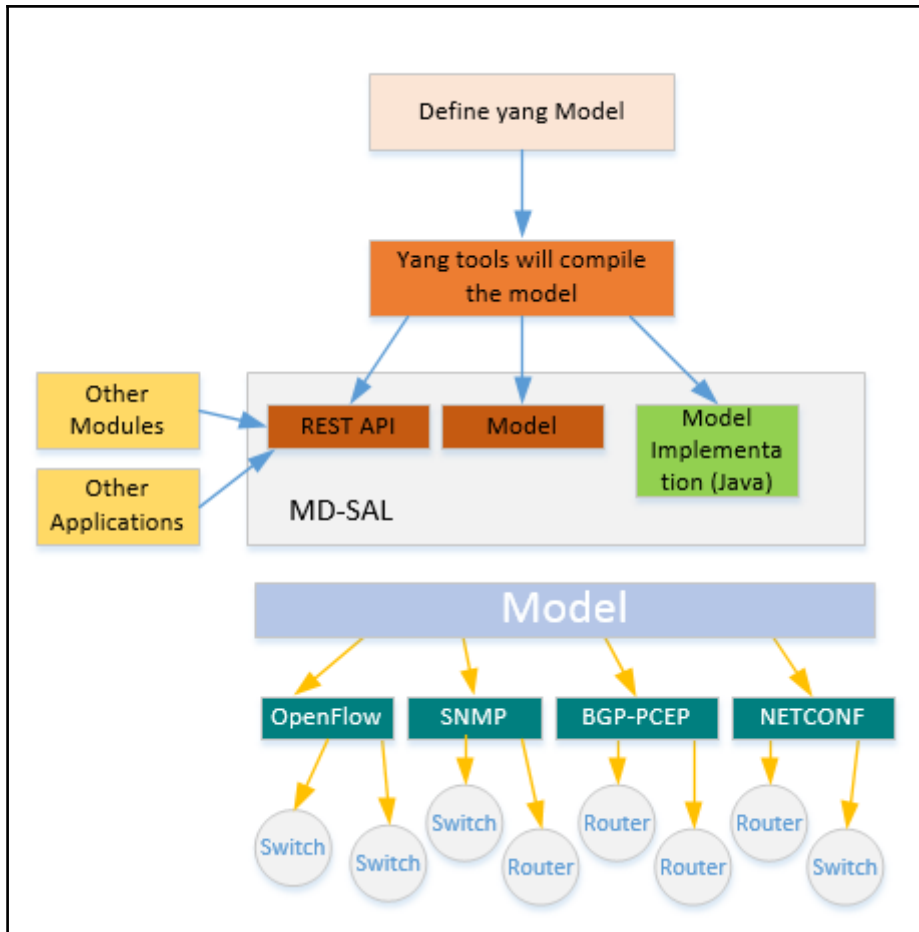 Define yang Model
Yang tools will compile
the model
Other
Modules
REST API
Model
Model
Implementa
tion (Java)
Other
Applications
MD-SAL
Model
OpenFlow
SNMP
BGP-PCEP
NETCONF
Switch
Switch
Switch
Router
Router
Router
Router
Switch